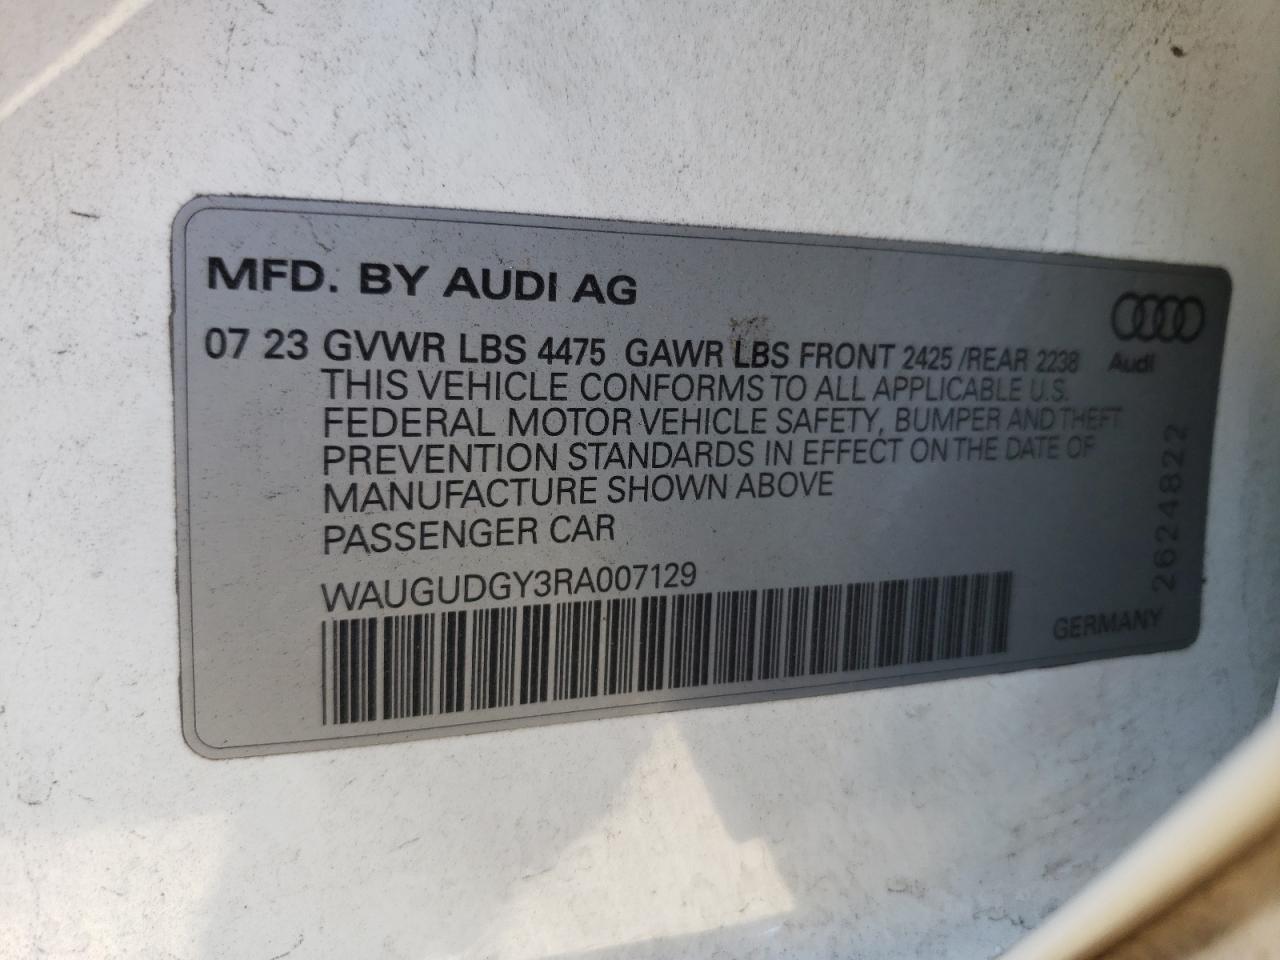 MFD. BY AUDI AG
07 23 GVWR LBS 4475 GAWR LBS FRONT 2425 /REAR 2238
Audi
THIS VEHICLE CONFORMS TO ALL APPLICABLE U.S.
FEDERAL MOTOR VEHICLE SAFETY, BUMPER AND THEFT
PREVENTION STANDARDS IN EFFECT ON THE DATE OF
MANUFACTURE SHOWN ABOVE
PASSENGER CAR
WAUGUDGY3RA007129
GERMANY
2624822